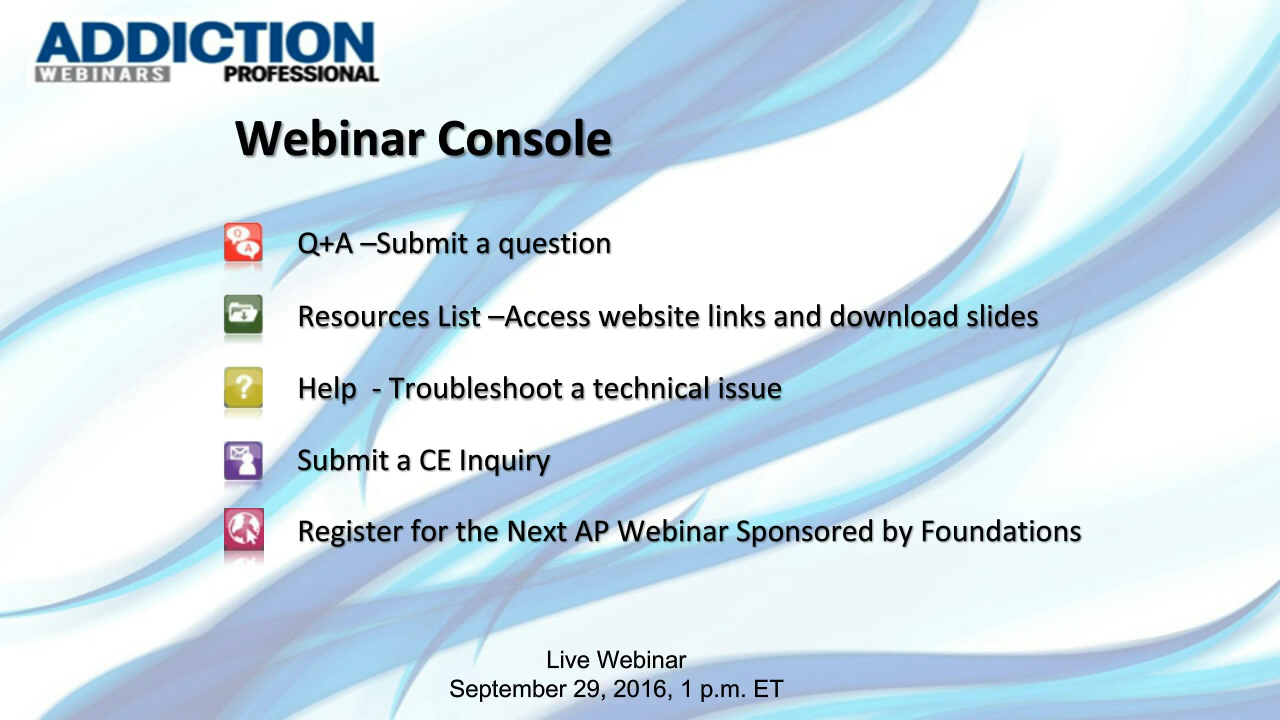 ADDICTION
WEBINARS PROFESSIONAL
Webinar Console
Q+A –Submit a question
Resources List –Access website links and download slides
Help - Troubleshoot a technical issue
Submit a CE Inquiry
Register for the Next AP Webinar Sponsored by Foundations
Live Webinar
September 29, 2016, 1 p.m. ET